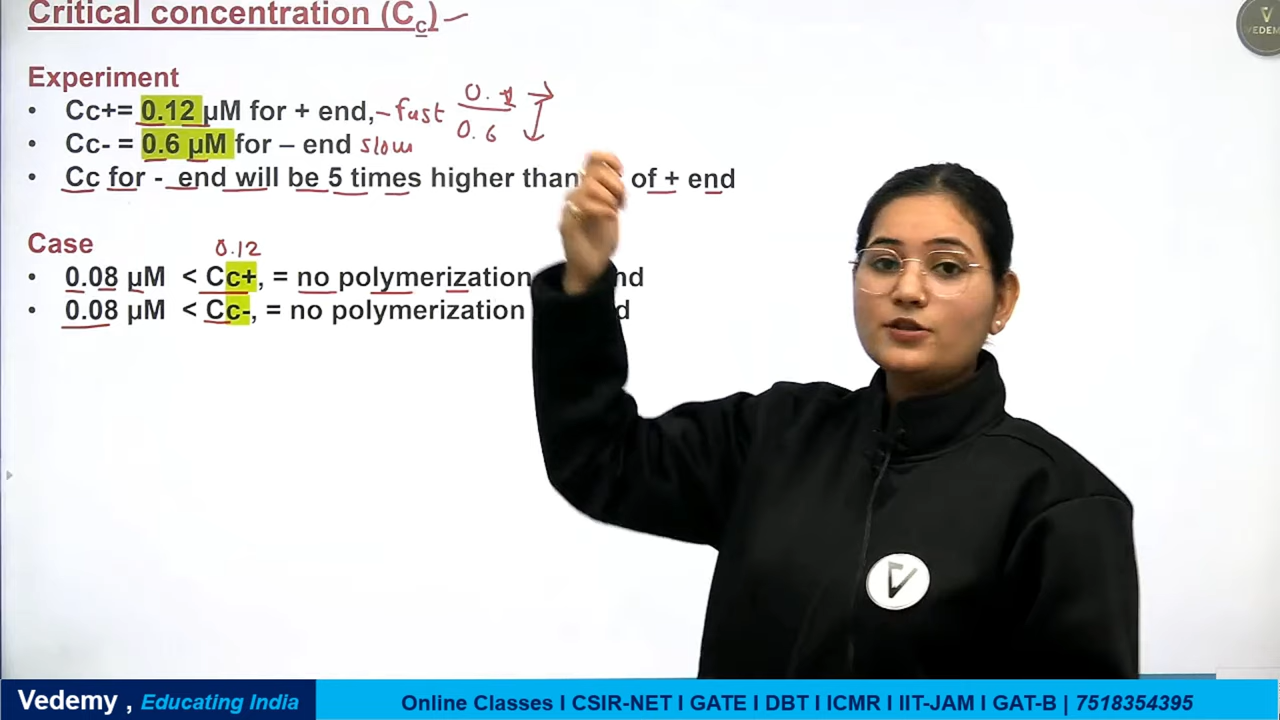 Critical concentration (Cc) –
Experiment
• Cc+= 0.12 µM for + end, – fast 0.
• Cc- = 0.6 µM for – end slow 0.6
• Cc for - end will be 5 times higher than of + end
Case
0.12
• 0.08 µM < Cc+, = no polymerization
• 0.08 µM < Cc-, = no polymerization
VEDEM
Vedemy , Educating India
Online Classes I CSIR-NET I GATE I DBT I ICMR I IIT-JAM I GAT-B | 7518354395